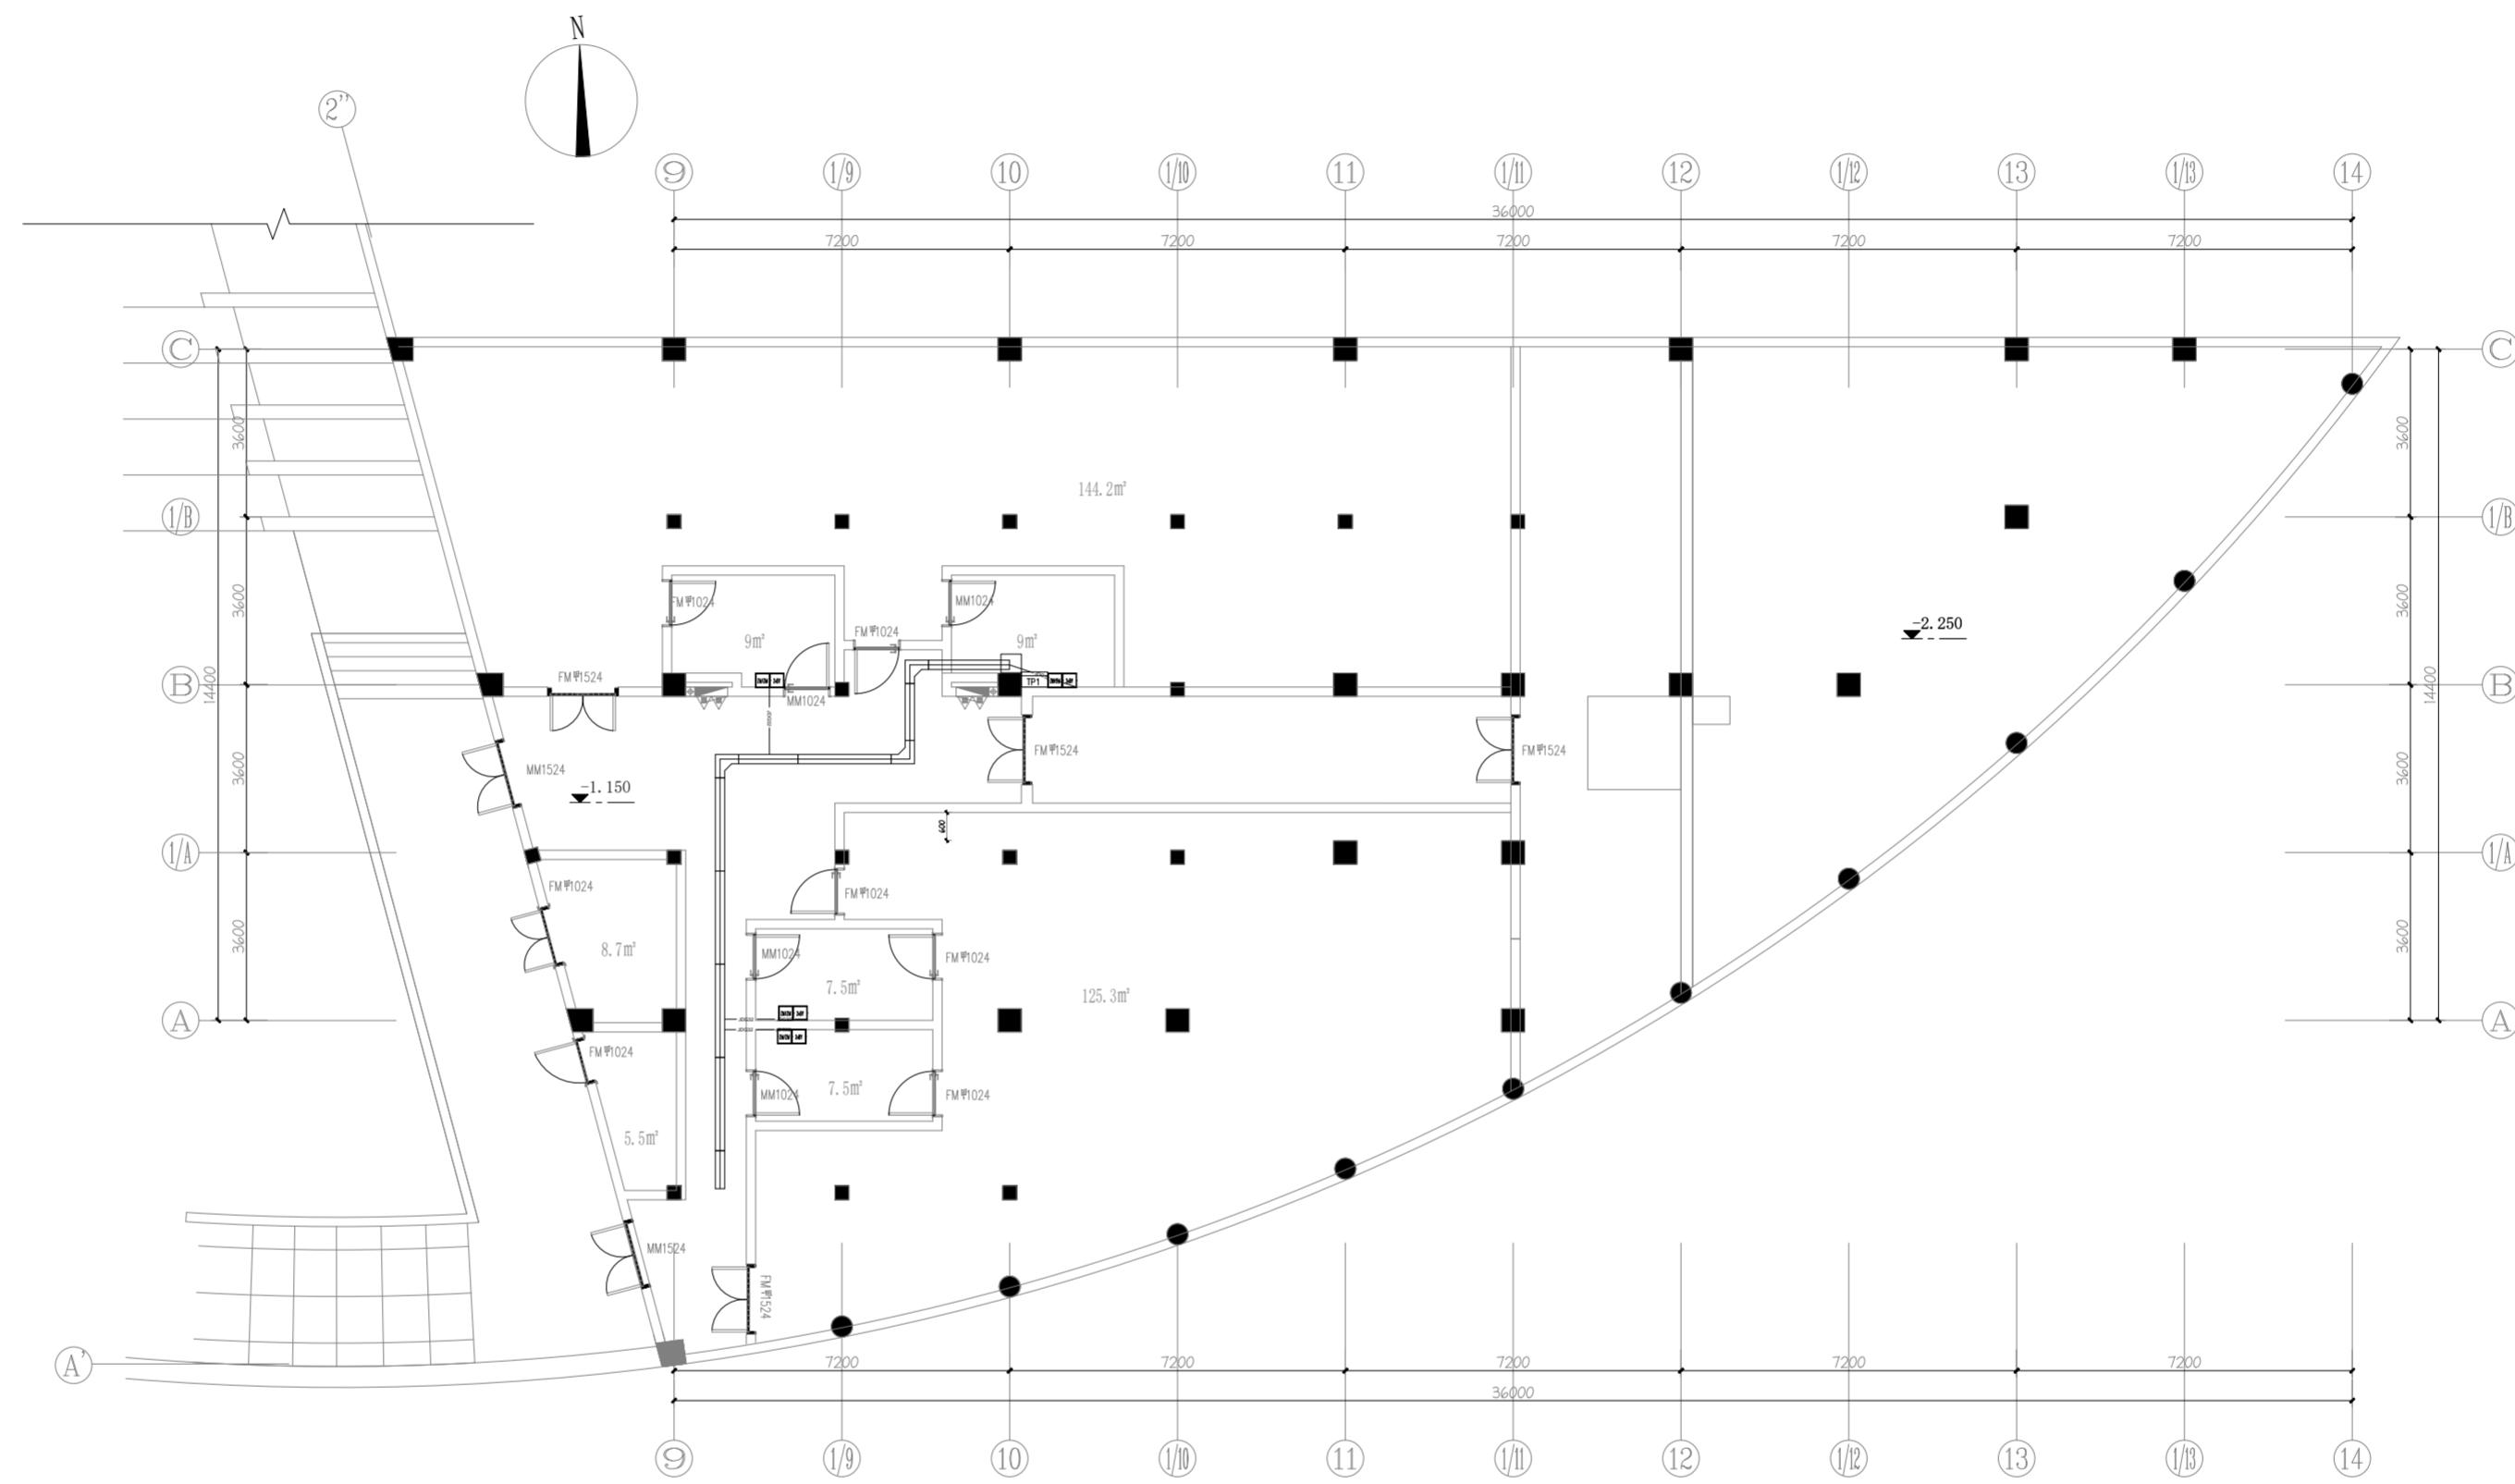 N
2''
9
1/9
10
1/10
11
1/11
12
1/12
13
1/13
14
36000
7200
7200
7200
7200
7200
C
C
3600
3600
144.2m²
1/B
1/B
-2.250
3600
3600
FM甲1024
MM1024
9m²
FM甲1024
9m²
B
B
14400
14400
FM甲1524
MM1024
TP1
FM甲1524
FM甲1524
MM1524
-1.150
3600
3600
600
1/A
1/A
FM甲1024
FM甲1024
8.7m²
3600
3600
MM1024
FM甲1024
7.5m²
125.3m²
A
A
FM甲1024
MM1024
7.5m²
FM甲1024
5.5m²
MM1524
FM甲1524
A'
7200
7200
7200
7200
7200
36000
9
1/9
10
1/10
11
1/11
12
1/12
13
1/13
14